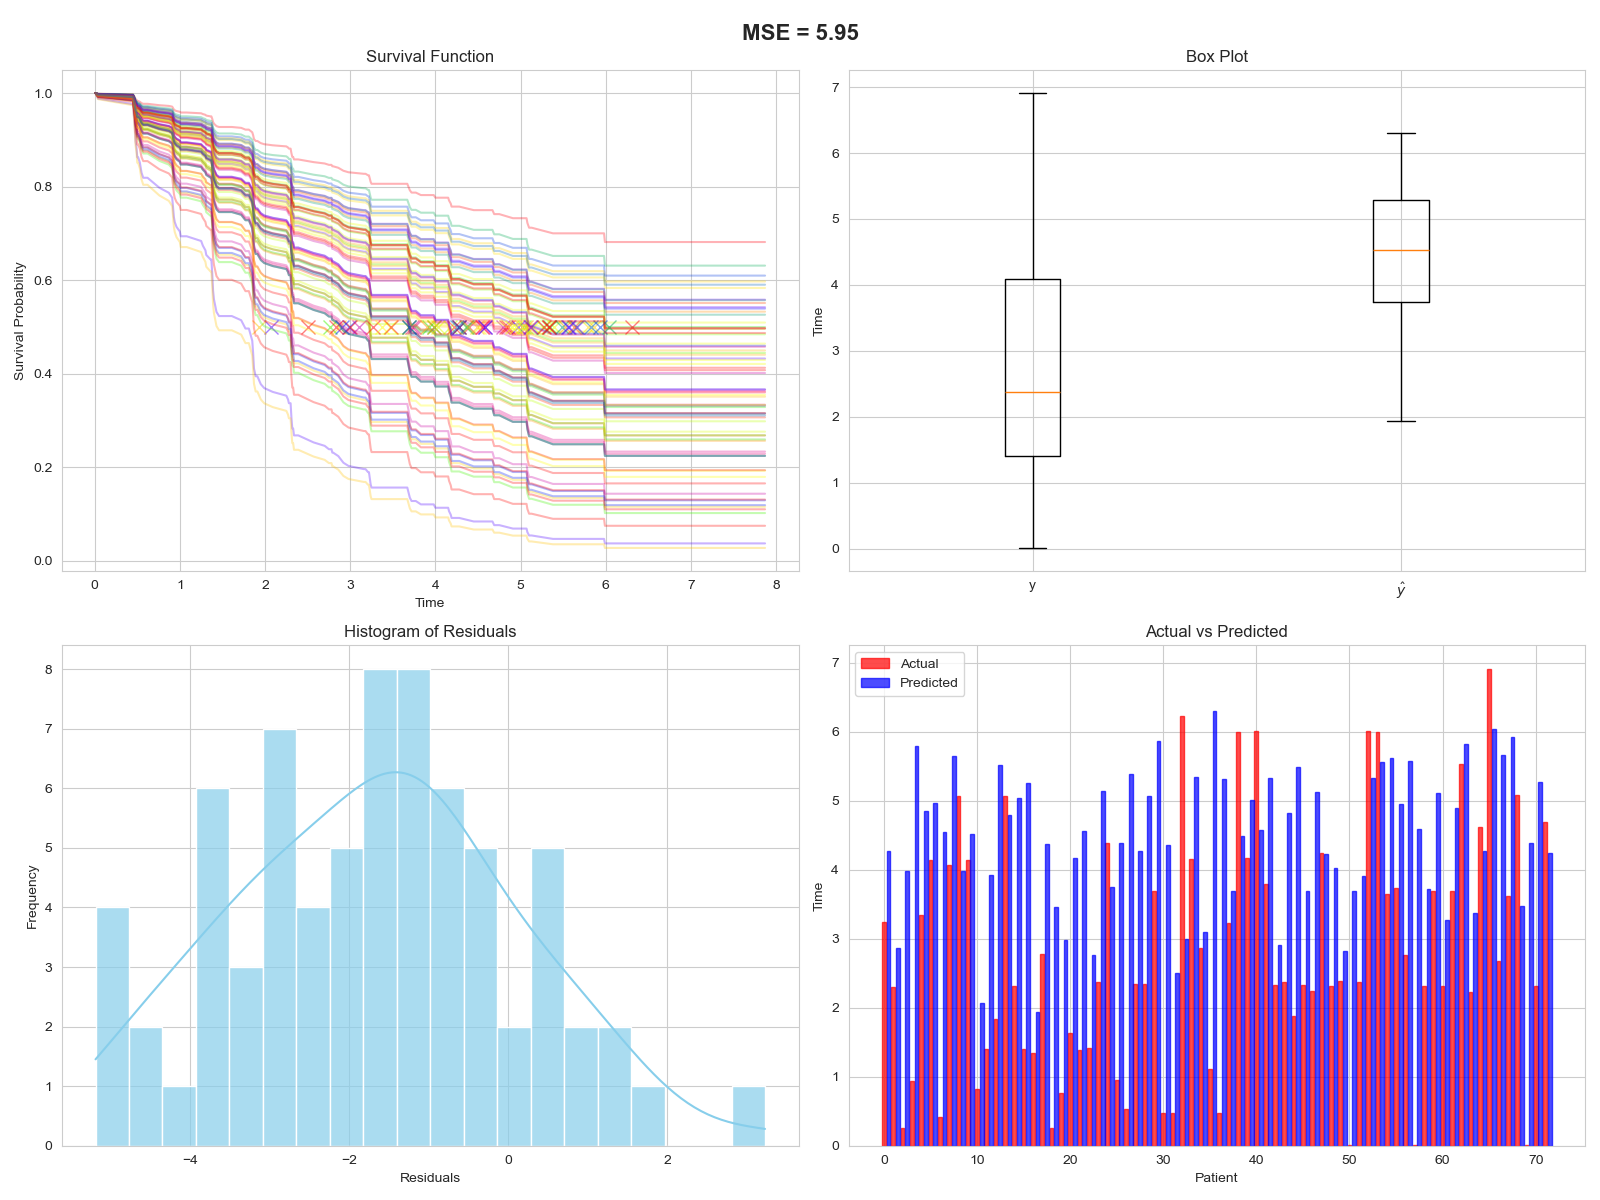 MSE = 5.95
Survival Function
Survival Probability
1.0
0.8
0.6
0.4
0.2
0.0
0 1 2 3 4 5 6 7 8
Time
Box Plot
Time
7
6
5
4
3
2
1
0
y ŷ
Histogram of Residuals
Frequency
8
7
6
5
4
3
2
1
0
−4 −2 0 2
Residuals
Actual vs Predicted
Actual
Predicted
Time
7
6
5
4
3
2
1
0
0 10 20 30 40 50 60 70
Patient